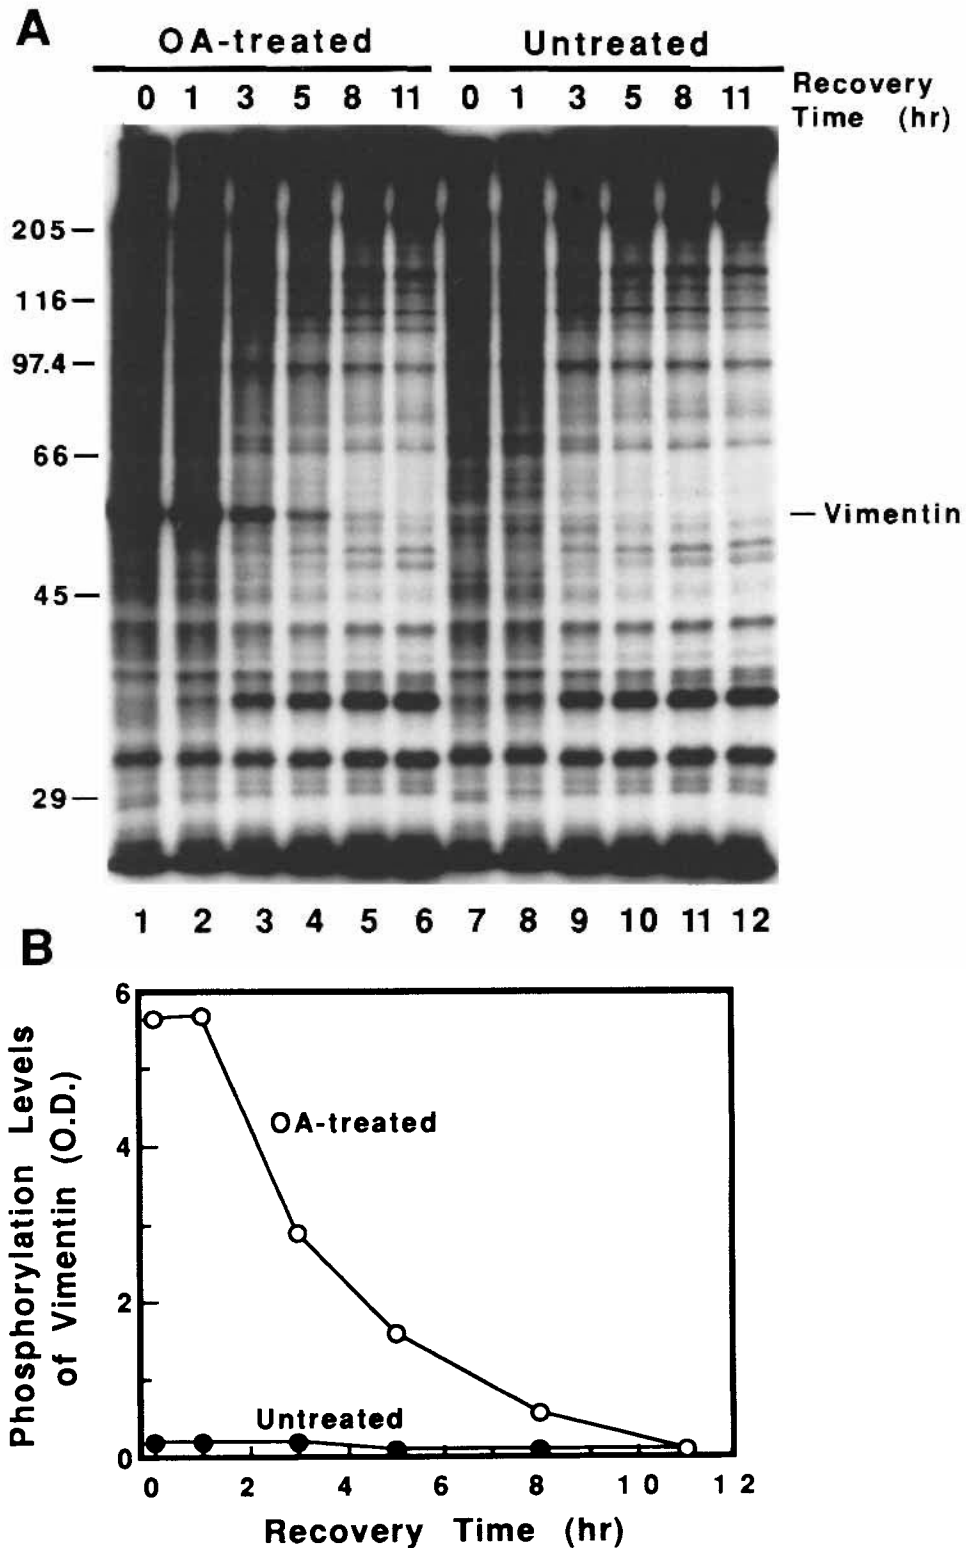 A
OA-treated Untreated
0 1 3 5 8 11 0 1 3 5 8 11 Recovery
Time (hr)
205
116
97.4
66
Vimentin
45
29
1 2 3 4 5 6 7 8 9 10 11 12
B
Phosphorylation Levels
of Vimentin (O.D.)
6
4
2
0
OA-treated
Untreated
0 2 4 6 8 10 12
Recovery Time (hr)